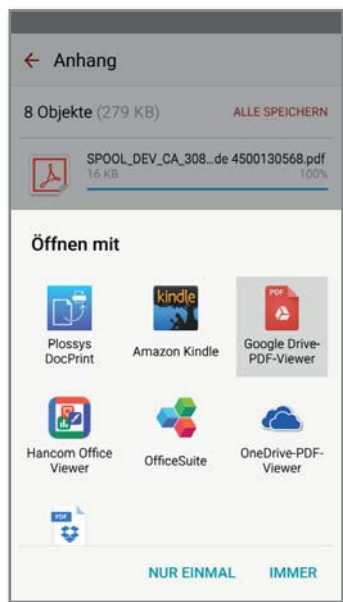 Anhang
8 Objekte (279 KB) ALLE SPEICHERN
SPOOL_DEV_CA_308...de 4500130568.pdf
16 KB 100%
Öffnen mit
kindle PDF
Plossys
DocPrint
Amazon Kindle
Google Drive-
PDF-Viewer
Hancom Office
Viewer
OfficeSuite
OneDrive-PDF-
Viewer
PDF
NUR EINMAL IMMER